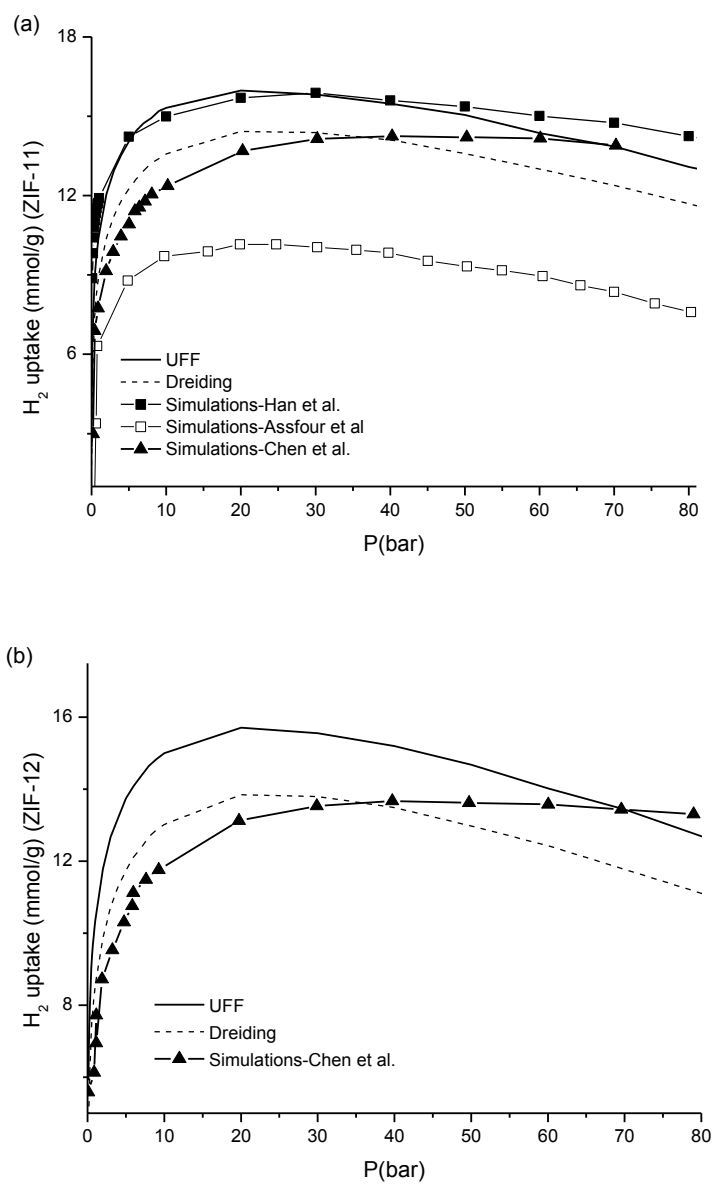 (a)
18
12
6
H₂ uptake (mmol/g) (ZIF-11)
UFF
Dreiding
Simulations-Han et al.
Simulations-Assfour et al
Simulations-Chen et al.
0 10 20 30 40 50 60 70 80
P(bar)
(b)
16
12
8
H₂ uptake (mmol/g) (ZIF-12)
UFF
Dreiding
Simulations-Chen et al.
0 10 20 30 40 50 60 70 80
P(bar)